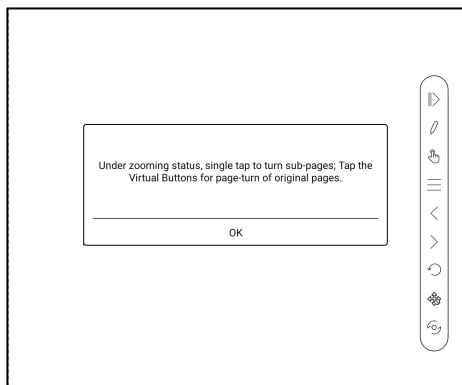 Under zooming status, single tap to turn sub-pages; Tap the
Virtual Buttons for page-turn of original pages.
OK